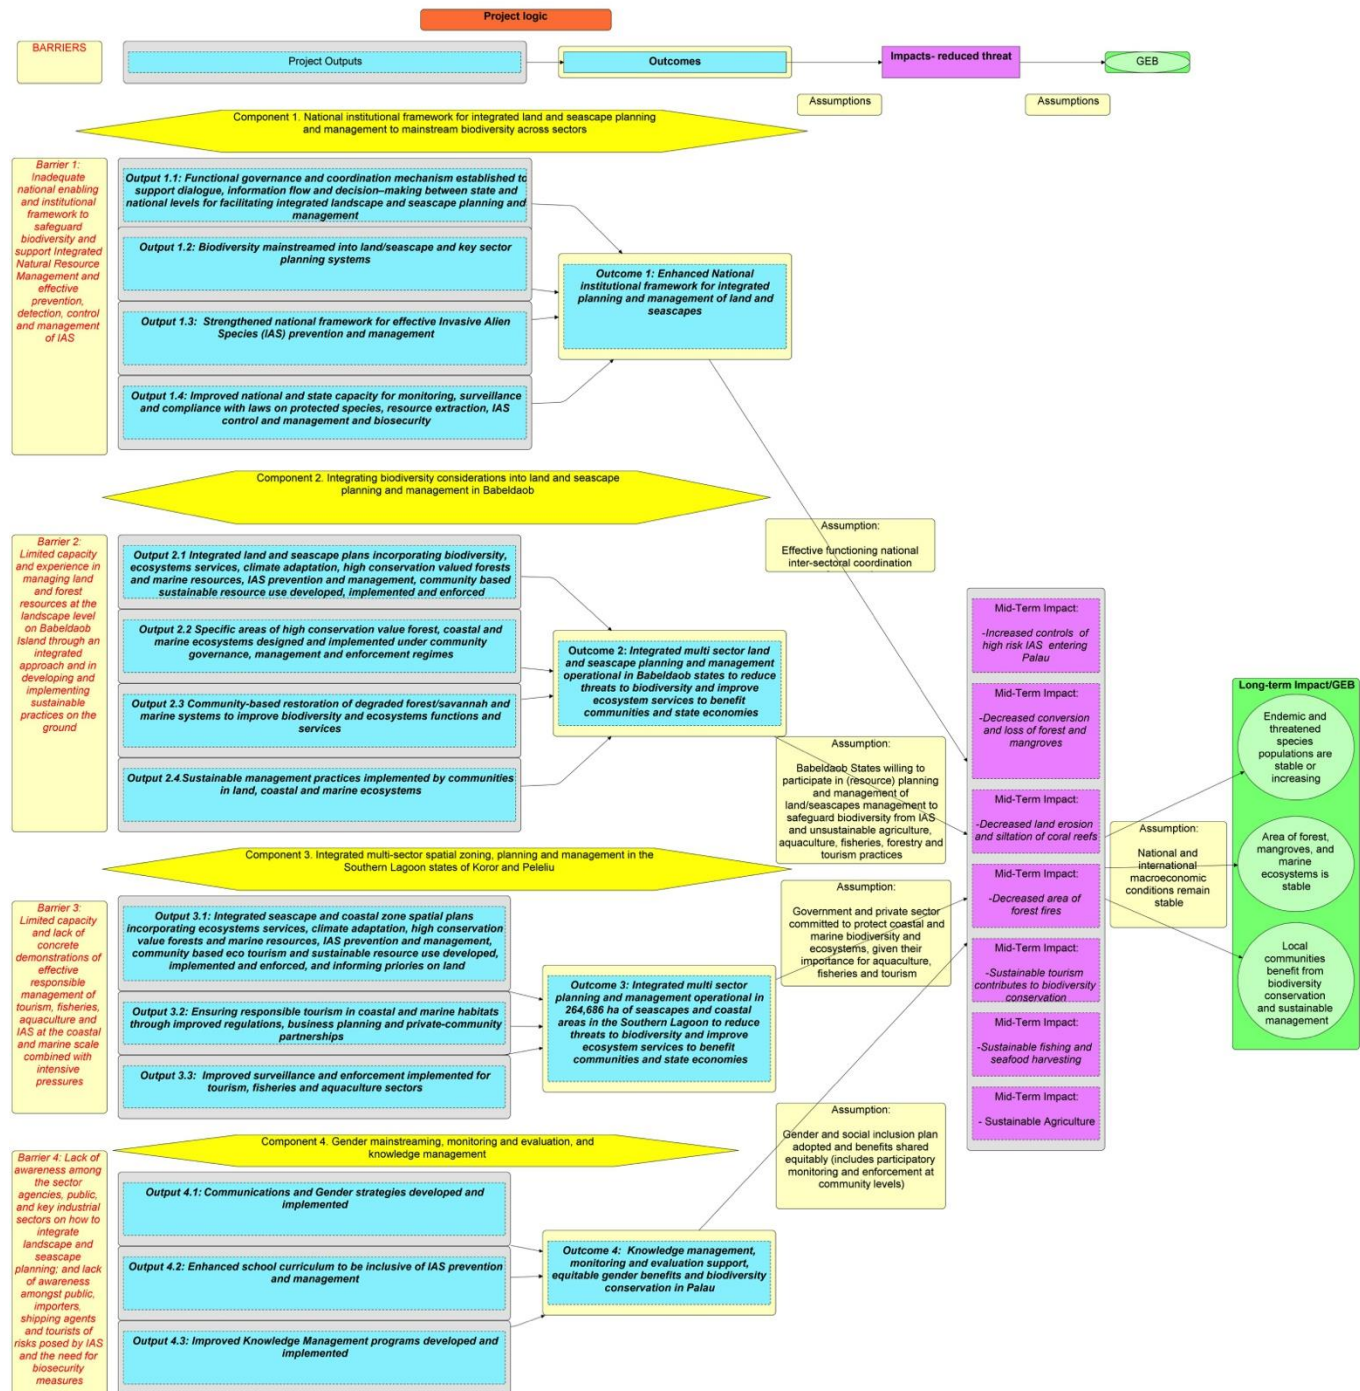 Project logic
BARRIERS
Project Outputs
Outcomes
Impacts- reduced threat
GEB
Assumptions
Assumptions
Component 1. National institutional framework for integrated land and seascape planning
and management to mainstream biodiversity across sectors
Barrier 1:
Inadequate
national enabling
and institutional
framework to
safeguard
biodiversity and
support Integrated
Natural Resource
Management and
effective
prevention,
detection, control
and management
of IAS
Output 1.1: Functional governance and coordination mechanism established to
support dialogue, information flow and decision–making between state and
national levels for facilitating integrated landscape and seascape planning and
management
Output 1.2: Biodiversity mainstreamed into land/seascape and key sector
planning systems
Output 1.3: Strengthened national framework for effective Invasive Alien
Species (IAS) prevention and management
Output 1.4: Improved national and state capacity for monitoring, surveillance
and compliance with laws on protected species, resource extraction, IAS
control and management and biosecurity
Outcome 1: Enhanced National
institutional framework for integrated
planning and management of land and
seascapes
Component 2. Integrating biodiversity considerations into land and seascape
planning and management in Babeldaob
Barrier 2:
Limited capacity
and experience in
managing land
and forest
resources at the
landscape level
on Babeldaob
Island through an
integrated
approach and in
developing and
implementing
sustainable
practices on the
ground
Output 2.1 Integrated land and seascape plans incorporating biodiversity,
ecosystems services, climate adaptation, high conservation valued forests
and marine resources, IAS prevention and management, community based
sustainable resource use developed, implemented and enforced
Output 2.2 Specific areas of high conservation value forest, coastal and
marine ecosystems designed and implemented under community
governance, management and enforcement regimes
Output 2.3 Community-based restoration of degraded forest/savannah and
marine systems to improve biodiversity and ecosystems functions and
services
Output 2.4 Sustainable management practices implemented by communities
in land, coastal and marine ecosystems
Outcome 2: Integrated multi sector land
and seascape planning and management
operational in Babeldaob states to reduce
threats to biodiversity and improve
ecosystem services to benefit
communities and state economies
Assumption:
Effective functioning national
inter-sectoral coordination
Assumption:
Babeldaob States willing to
participate in (resource) planning
and management of
land/seascapes management to
safeguard biodiversity from IAS
and unsustainable agriculture,
aquaculture, fisheries, forestry and
tourism practices
Component 3. Integrated multi-sector spatial zoning, planning and management in the
Southern Lagoon states of Koror and Peleliu
Barrier 3:
Limited capacity
and lack of
concrete
demonstrations of
effective
responsible
management of
tourism, fisheries,
aquaculture and
IAS at the coastal
and marine scale
combined with
intensive
pressures
Output 3.1: Integrated seascape and coastal zone spatial plans
incorporating ecosystems services, climate adaptation, high conservation
value forests and marine resources, IAS prevention and management,
community based eco tourism and sustainable resource use developed,
implemented and enforced, and informing priories on land
Output 3.2: Ensuring responsible tourism in coastal and marine habitats
through improved regulations, business planning and private-community
partnerships
Output 3.3: Improved surveillance and enforcement implemented for
tourism, fisheries and aquaculture sectors
Outcome 3: Integrated multi sector
planning and management operational in
264,686 ha of seascapes and coastal
areas in the Southern Lagoon to reduce
threats to biodiversity and improve
ecosystem services to benefit
communities and state economies
Assumption:
Government and private sector
committed to protect coastal and
marine biodiversity and
ecosystems, given their
importance for aquaculture,
fisheries and tourism
Component 4. Gender mainstreaming, monitoring and evaluation, and
knowledge management
Barrier 4: Lack of
awareness among
the sector
agencies, public,
and key industrial
sectors on how to
integrate
landscape and
seascape
planning; and lack
of awareness
amongst public,
importers,
shipping agents
and tourists of
risks posed by IAS
and the need for
biosecurity
measures
Output 4.1: Communications and Gender strategies developed and
implemented
Output 4.2: Enhanced school curriculum to be inclusive of IAS prevention
and management
Output 4.3: Improved Knowledge Management programs developed and
implemented
Outcome 4: Knowledge management,
monitoring and evaluation support,
equitable gender benefits and biodiversity
conservation in Palau
Assumption:
Gender and social inclusion plan
adopted and benefits shared
equitably (includes participatory
monitoring and enforcement at
community levels)
Mid-Term Impact:
-Increased controls of
high risk IAS entering
Palau
Mid-Term Impact:
-Decreased conversion
and loss of forest and
mangroves
Mid-Term Impact:
-Decreased land erosion
and siltation of coral reefs
Mid-Term Impact:
-Decreased area of
forest fires
Mid-Term Impact:
-Sustainable tourism
contributes to biodiversity
conservation
Mid-Term Impact:
-Sustainable fishing and
seafood harvesting
Mid-Term Impact:
- Sustainable Agriculture
Assumption:
National and
international
macroeconomic
conditions remain
stable
Long-term Impact/GEB
Endemic and
threatened
species
populations are
stable or
increasing
Area of forest,
mangroves, and
marine
ecosystems is
stable
Local
communities
benefit from
biodiversity
conservation
and sustainable
management